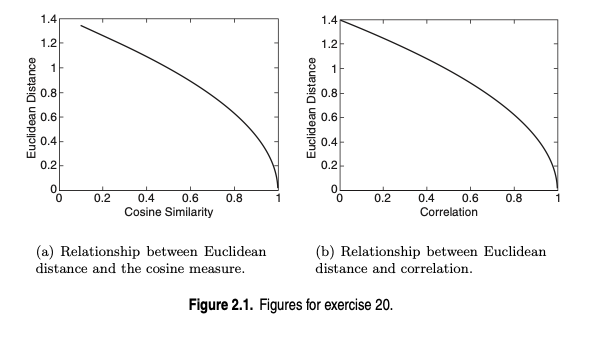 1.4
1.2
1
0.8
0.6
0.4
0.2
0
Euclidean Distance
0 0.2 0.4 0.6 0.8 1
Cosine Similarity
1.4
1.2
1
0.8
0.6
0.4
0.2
0
Euclidean Distance
0 0.2 0.4 0.6 0.8 1
Correlation
(a) Relationship between Euclidean
distance and the cosine measure.
(b) Relationship between Euclidean
distance and correlation.
Figure 2.1. Figures for exercise 20.